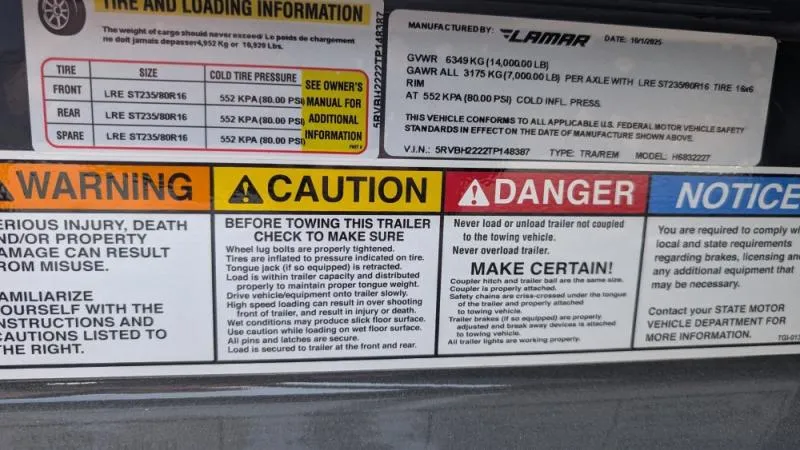 TIRE AND LOADING INFORMATION
The weight of cargo should never exceed/ Le poids de chargement
ne doit jamais depasser 4,952 Kg or 10,920 Lbs.
TIRE SIZE COLD TIRE PRESSURE
FRONT LRE ST235/80R16 552 KPA (80.00 PSI)
REAR LRE ST235/80R16 552 KPA (80.00 PSI)
SPARE LRE ST235/80R16 552 KPA (80.00 PSI)
SEE OWNER'S
MANUAL FOR
ADDITIONAL
INFORMATION
5RVBH2222TP148387
MANUFACTURED BY: LAMAR DATE: 10/1/2025
GVWR 6349 KG (14,000.00 LB)
GAWR ALL 3175 KG (7,000.00 LB) PER AXLE WITH LRE ST235/80R16 TIRE 16x6
RIM
AT 552 KPA (80.00 PSI) COLD INFL. PRESS.
THIS VEHICLE CONFORMS TO ALL APPLICABLE U.S. FEDERAL MOTOR VEHICLE SAFETY
STANDARDS IN EFFECT ON THE DATE OF MANUFACTURE SHOWN ABOVE.
V.I.N.: 5RVBH2222TP148387 TYPE: TRA/REM MODEL: H6832227
WARNING
ERIOUS INJURY, DEATH
ND/OR PROPERTY
AMAGE CAN RESULT
ROM MISUSE.
AMILIARIZE
OURSELF WITH THE
NSTRUCTIONS AND
CAUTIONS LISTED TO
THE RIGHT.
CAUTION
BEFORE TOWING THIS TRAILER
CHECK TO MAKE SURE
Wheel lug bolts are properly tightened.
Tires are inflated to pressure indicated on tire.
Tongue jack (if so equipped) is retracted.
Load is within trailer capacity and distributed
properly to maintain proper tongue weight.
Drive vehicle/equipment onto trailer slowly.
High speed loading can result in over shooting
front of trailer, and result in injury or death.
Wet conditions may produce slick floor surface.
Use caution while loading on wet floor surface.
All pins and latches are secure.
Load is secured to trailer at the front and rear.
DANGER
Never load or unload trailer not coupled
to the towing vehicle.
Never overload trailer.
MAKE CERTAIN!
Coupler hitch and trailer ball are the same size.
Coupler is properly attached.
Safety chains are criss-crossed under the tongue
of the trailer and properly attached
to towing vehicle.
Trailer brakes (if so equipped) are properly
adjusted and break away devices is attached
to towing vehicle.
All trailer lights are working properly.
NOTICE
You are required to comply wi
local and state requirements
regarding brakes, licensing an
any additional equipment that
may be necessary.
Contact your STATE MOTOR
VEHICLE DEPARTMENT FOR
MORE INFORMATION.